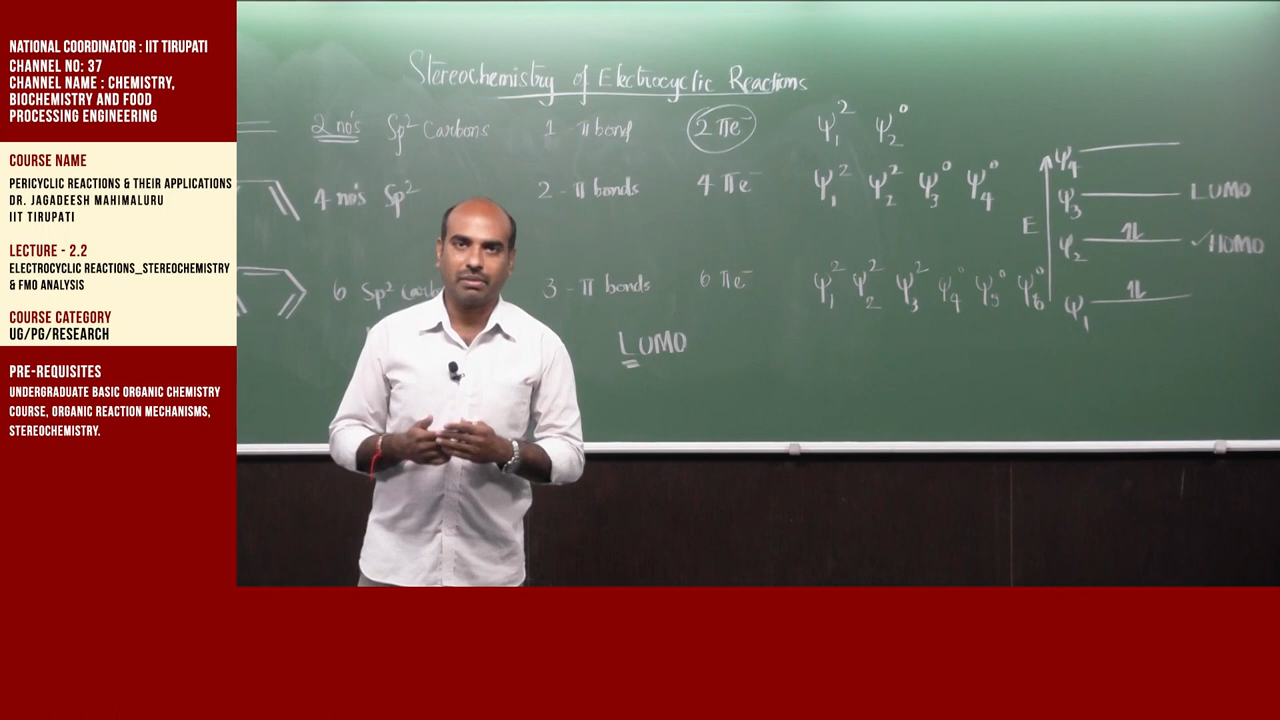 NATIONAL COORDINATOR : IIT TIRUPATI
CHANNEL NO: 37
CHANNEL NAME : CHEMISTRY,
BIOCHEMISTRY AND FOOD
PROCESSING ENGINEERING
COURSE NAME
PERICYCLIC REACTIONS & THEIR APPLICATIONS
DR. JAGADEESH MAHIMALURU
IIT TIRUPATI
LECTURE - 2.2
ELECTROCYCLIC REACTIONS_STEREOCHEMISTRY
& FMO ANALYSIS
COURSE CATEGORY
UG/PG/RESEARCH
PRE-REQUISITES
UNDERGRADUATE BASIC ORGANIC CHEMISTRY
COURSE, ORGANIC REACTION MECHANISMS,
STEREOCHEMISTRY.
Stereochemistry of Electrocyclic Reactions
2 no's Sp² Carbons 1 - π bond 2 πe⁻ ψ₁² ψ₂⁰
4 no's Sp² 2 - π bonds 4 πe⁻ ψ₁² ψ₂² ψ₃⁰ ψ₄⁰
6 Sp² 3 - π bonds 6 πe⁻ ψ₁² ψ₂² ψ₃² ψ₄⁰ ψ₅⁰ ψ₆⁰
LUMO
E
ψ₄
ψ₃ LUMO
ψ₂ ⥮ ✓HOMO
ψ₁ ⥮